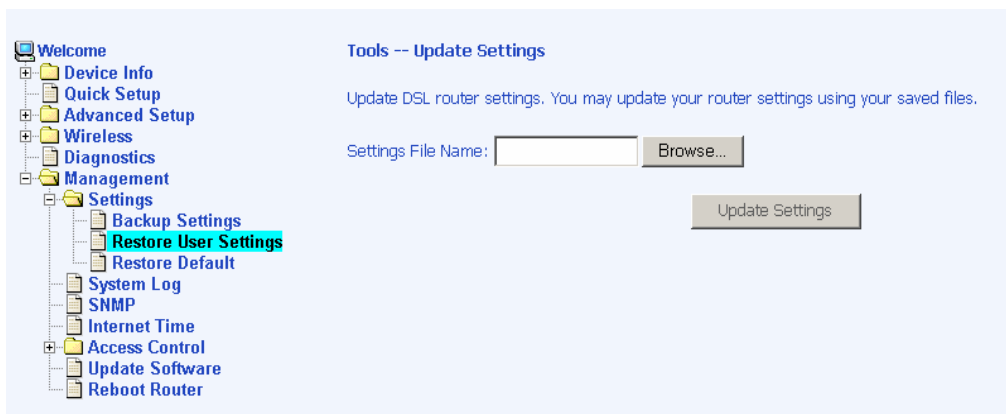 Welcome
Device Info
Quick Setup
Advanced Setup
Wireless
Diagnostics
Management
Settings
Backup Settings
Restore User Settings
Restore Default
System Log
SNMP
Internet Time
Access Control
Update Software
Reboot Router
Tools -- Update Settings
Update DSL router settings. You may update your router settings using your saved files.
Settings File Name: Browse...
Update Settings